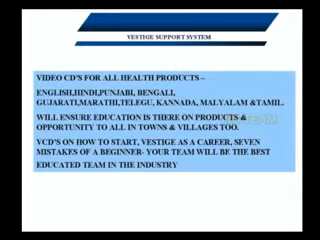 VESTIGE SUPPORT SYSTEM
VIDEO CD'S FOR ALL HEALTH PRODUCTS –
ENGLISH,HINDI,PUNJABI, BENGALI,
GUJARATI,MARATHI,TELEGU, KANNADA, MALYALAM &TAMIL.
WILL ENSURE EDUCATION IS THERE ON PRODUCTS &
OPPORTUNITY TO ALL IN TOWNS & VILLAGES TOO.
VCD'S ON HOW TO START, VESTIGE AS A CAREER, SEVEN
MISTAKES OF A BEGINNER- YOUR TEAM WILL BE THE BEST
EDUCATED TEAM IN THE INDUSTRY